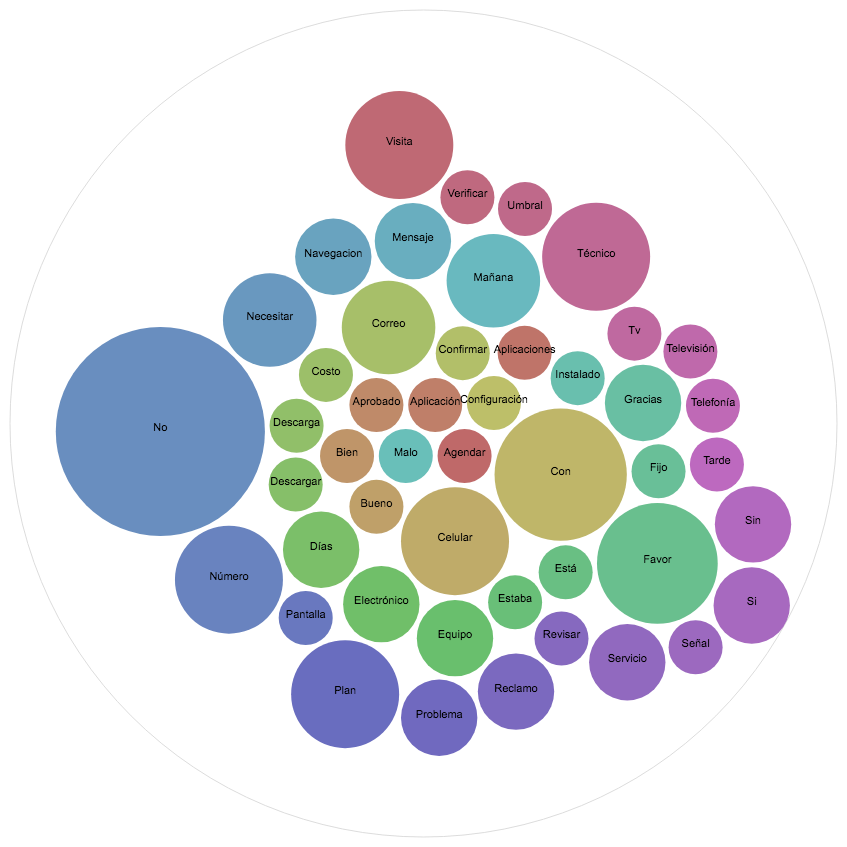 Visita
Verificar
Umbral
Mensaje
Navegacion
Técnico
Mañana
Necesitar
Correo
Tv
Confirmar
Aplicaciones
Televisión
Costo
Instalado
Aprobado
Aplicación
Configuración
Gracias
Telefonía
Descarga
No
Bien
Malo
Agendar
Tarde
Fijo
Con
Descargar
Bueno
Sin
Celular
Días
Favor
Está
Número
Electrónico
Estaba
Si
Pantalla
Equipo
Revisar
Señal
Servicio
Plan
Reclamo
Problema